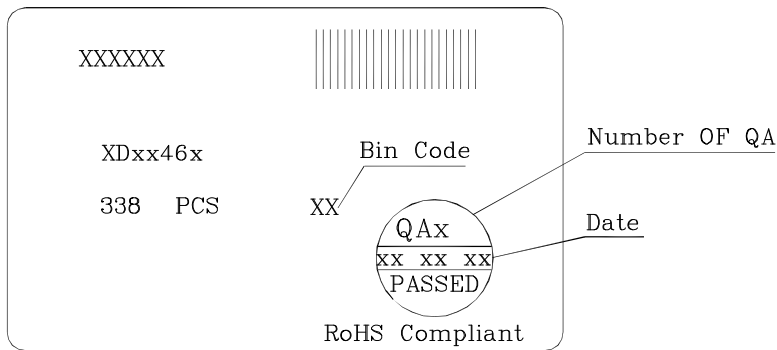 XXXXXX
Number OF QA
XDxx46x
Bin Code
338 PCS
XX
QAx
Date
xx xx xx
PASSED
RoHS Compliant